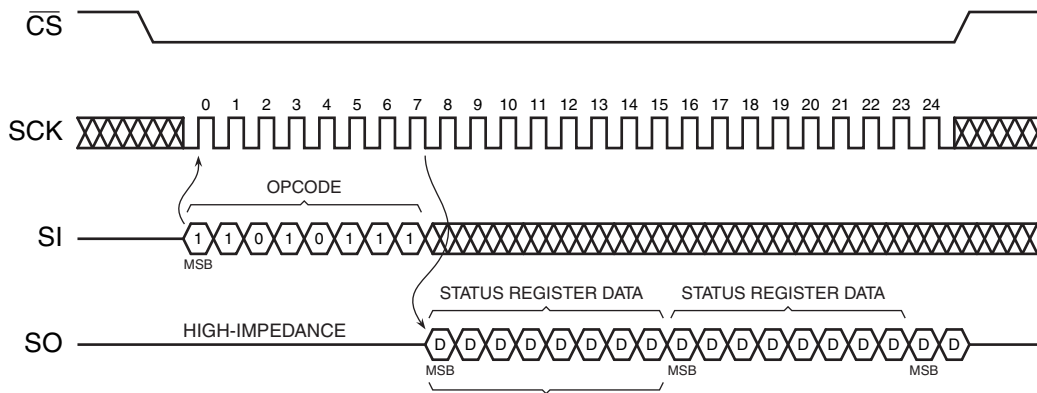 CS
0 1 2 3 4 5 6 7 8 9 10 11 12 13 14 15 16 17 18 19 20 21 22 23 24
SCK
OPCODE
SI
1 1 0 1 0 1 1 1
MSB
STATUS REGISTER DATA STATUS REGISTER DATA
HIGH-IMPEDANCE
SO
D D D D D D D D D D D D D D D D D D
MSB MSB MSB